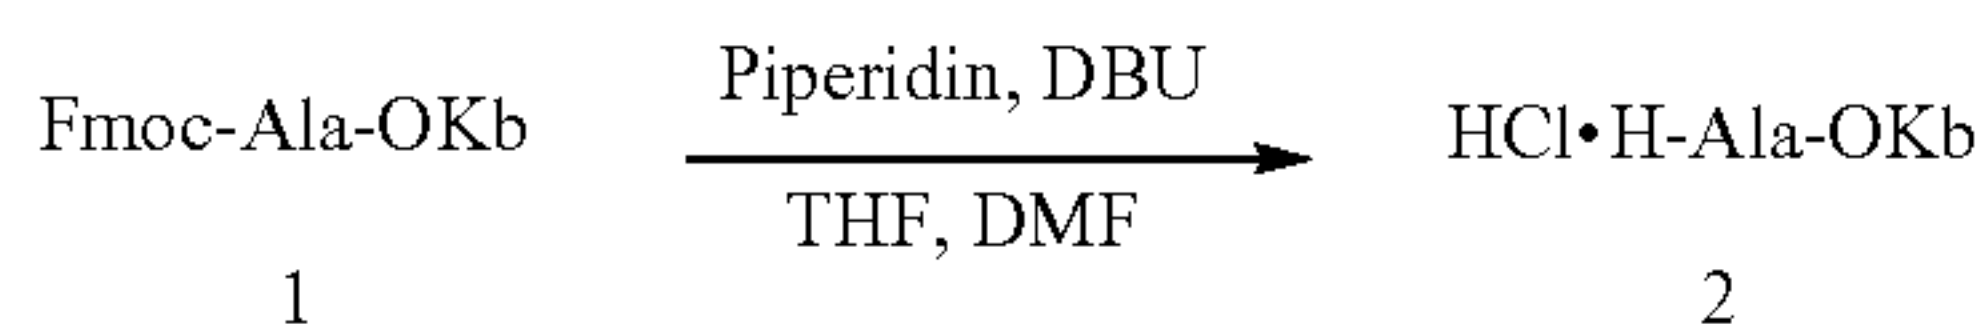 Fmoc-Ala-OKb
Piperidin, DBU
THF, DMF
HCl•H-Ala-OKb
1
2